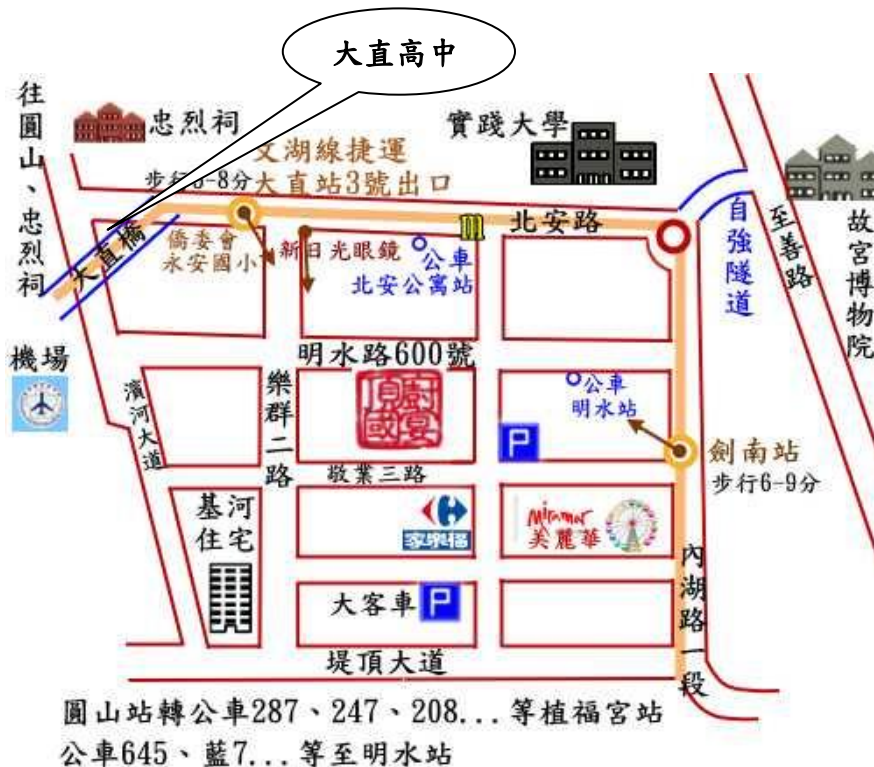 大直高中
往圓山、忠烈祠
忠烈祠
實踐大學
文湖線捷運
大直站3號出口
北安路
自強隧道
至善路
故宮博物院
大直橋
僑委會
永安國小
新日光眼鏡
公車
北安公寓站
機場
濱河大道
明水路600號
樂群二路
頂廚
國宴
公車
明水站
P
劍南站
步行6-9分
敬業三路
基河
住宅
家樂福
Miramar
美麗華
內湖路一段
大客車
P
堤頂大道
圓山站轉公車287、247、208...等植福宮站
公車645、藍7...等至明水站